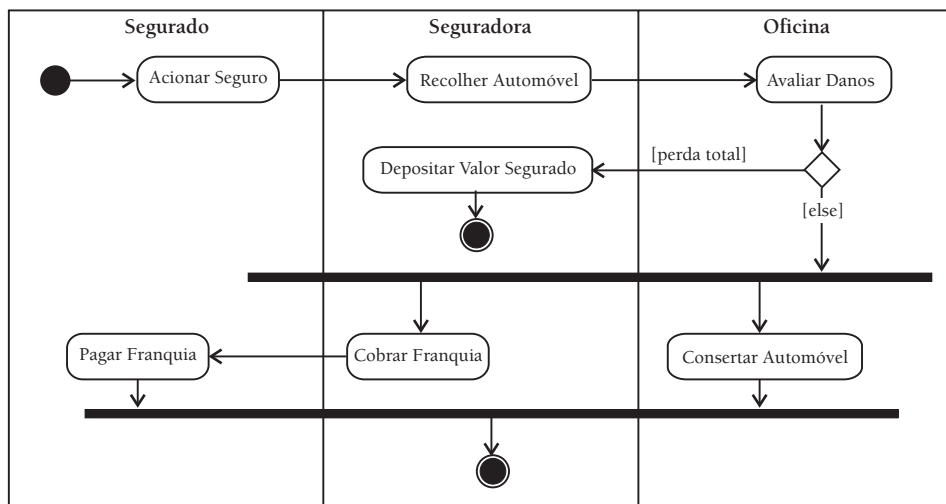 Segurado
Seguradora
Oficina
Acionar Seguro
Recolher Automóvel
Avaliar Danos
Depositar Valor Segurado
[perda total]
[else]
Pagar Franquia
Cobrar Franquia
Consertar Automóvel